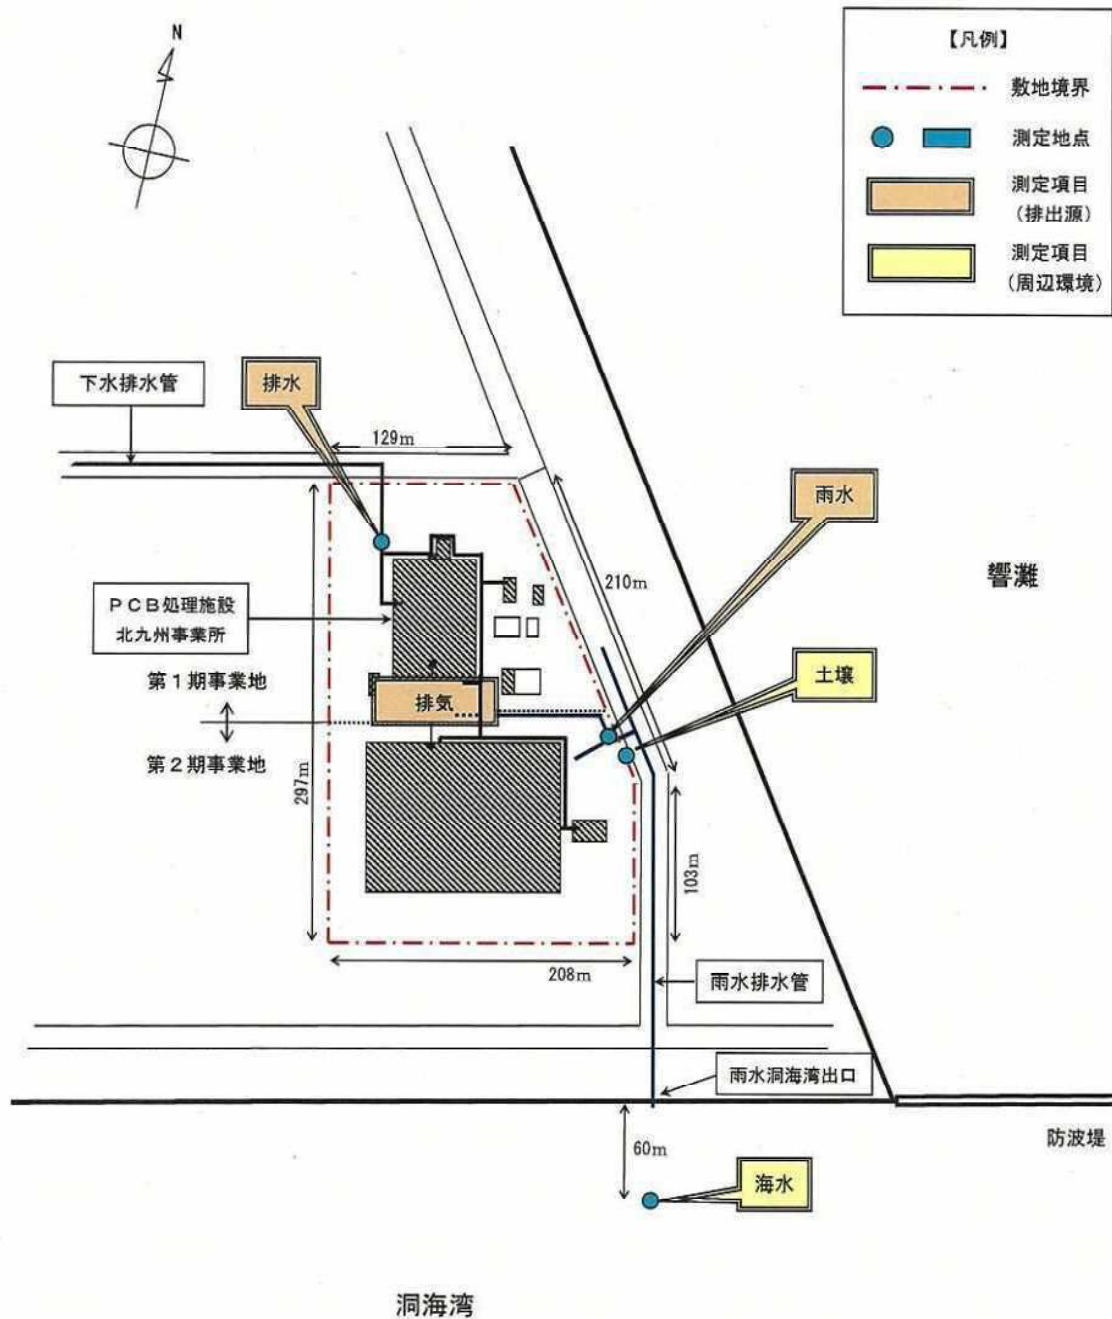 N
【凡例】
敷地境界
測定地点
測定項目
(排出源)
測定項目
(周辺環境)
下水排水管
排水
129m
雨水
210m
響灘
PCB処理施設
北九州事業所
土壌
第1期事業地
排気
第2期事業地
297m
103m
208m
雨水排水管
雨水洞海湾出口
防波堤
60m
海水
洞海湾